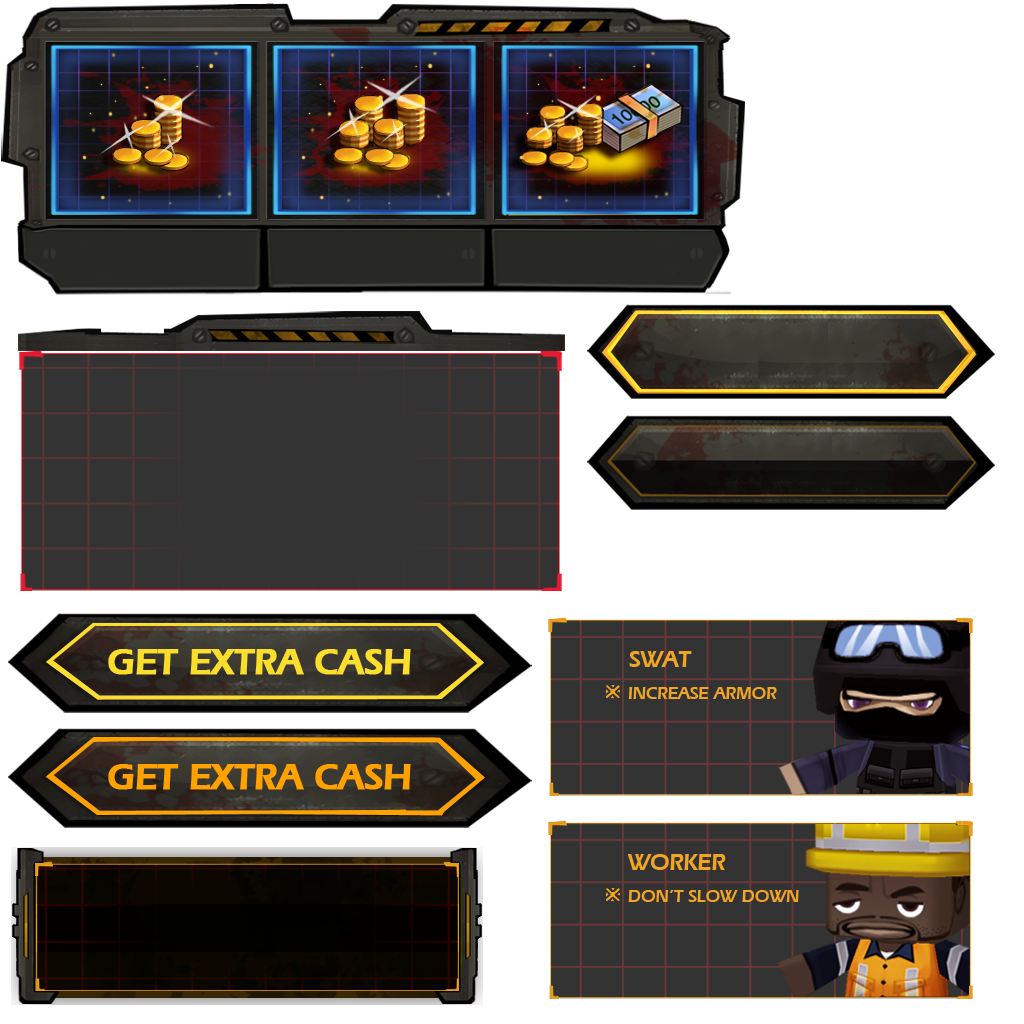 GET EXTRA CASH
GET EXTRA CASH
SWAT
※ INCREASE ARMOR
WORKER
※ DON'T SLOW DOWN